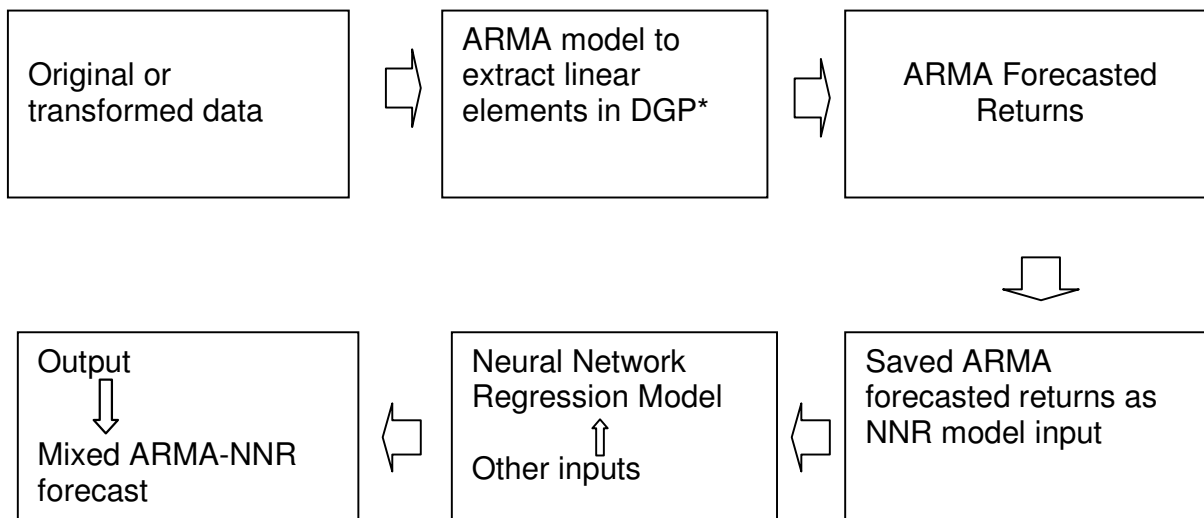 Original or
transformed data
ARMA model to
extract linear
elements in DGP*
ARMA Forecasted
Returns
Saved ARMA
forecasted returns as
NNR model input
Neural Network
Regression Model
Other inputs
Output
Mixed ARMA-NNR
forecast